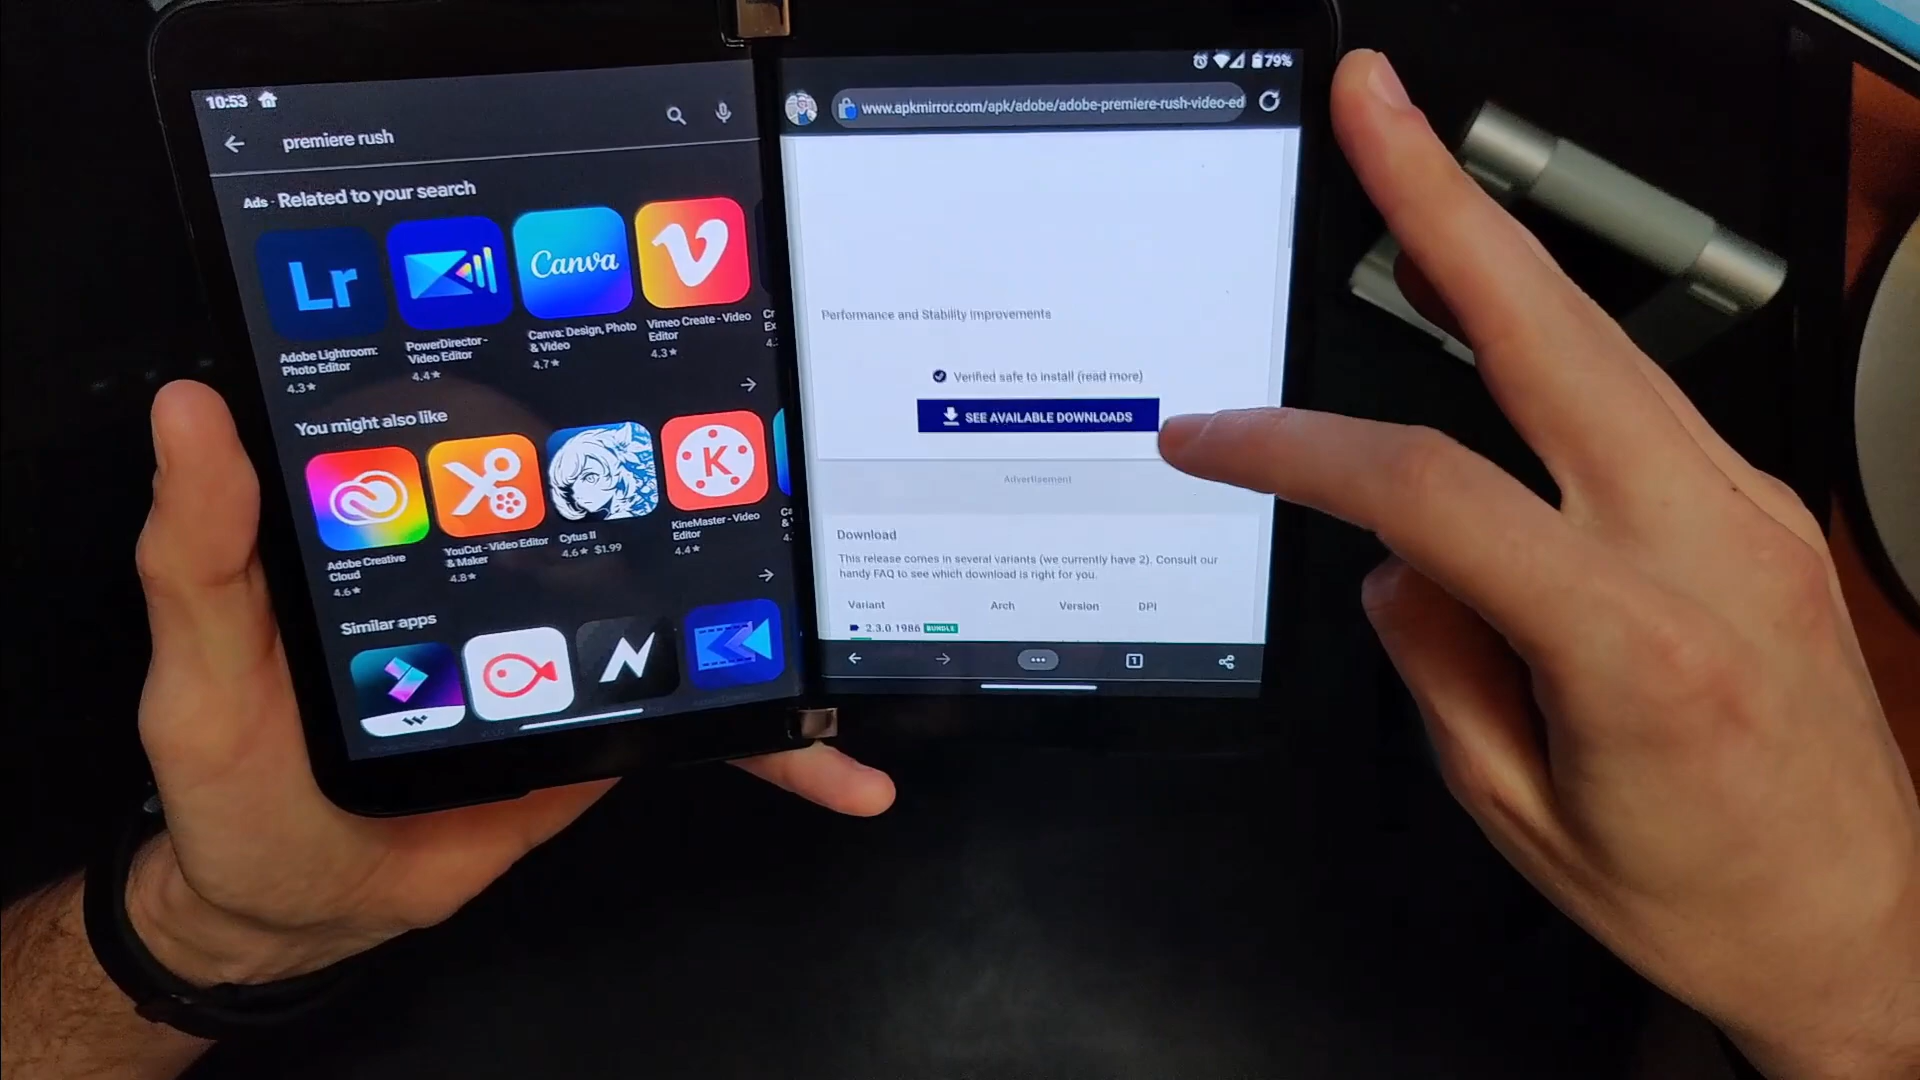 10:53
premiere rush
Ads · Related to your search
Lr
Canva
Adobe Lightroom:
Photo Editor
4.3★
PowerDirector -
Video Editor
4.4★
Canva: Design, Photo
& Video
4.7★
Vimeo Create - Video
Editor
4.3★
Cr
Ex
4.
You might also like
K
Adobe Creative
Cloud
4.6★
YouCut - Video Editor
& Maker
4.8★
Cytus II
4.6★ $1.99
KineMaster - Video
Editor
4.4★
Similar apps
79%
www.apkmirror.com/apk/adobe/adobe-premiere-rush-video-ed
Performance and Stability Improvements
Verified safe to install (read more)
SEE AVAILABLE DOWNLOADS
Advertisement
Download
This release comes in several variants (we currently have 2). Consult our
handy FAQ to see which download is right for you.
Variant Arch Version DPI
2.3.0.1986 BUNDLE
1